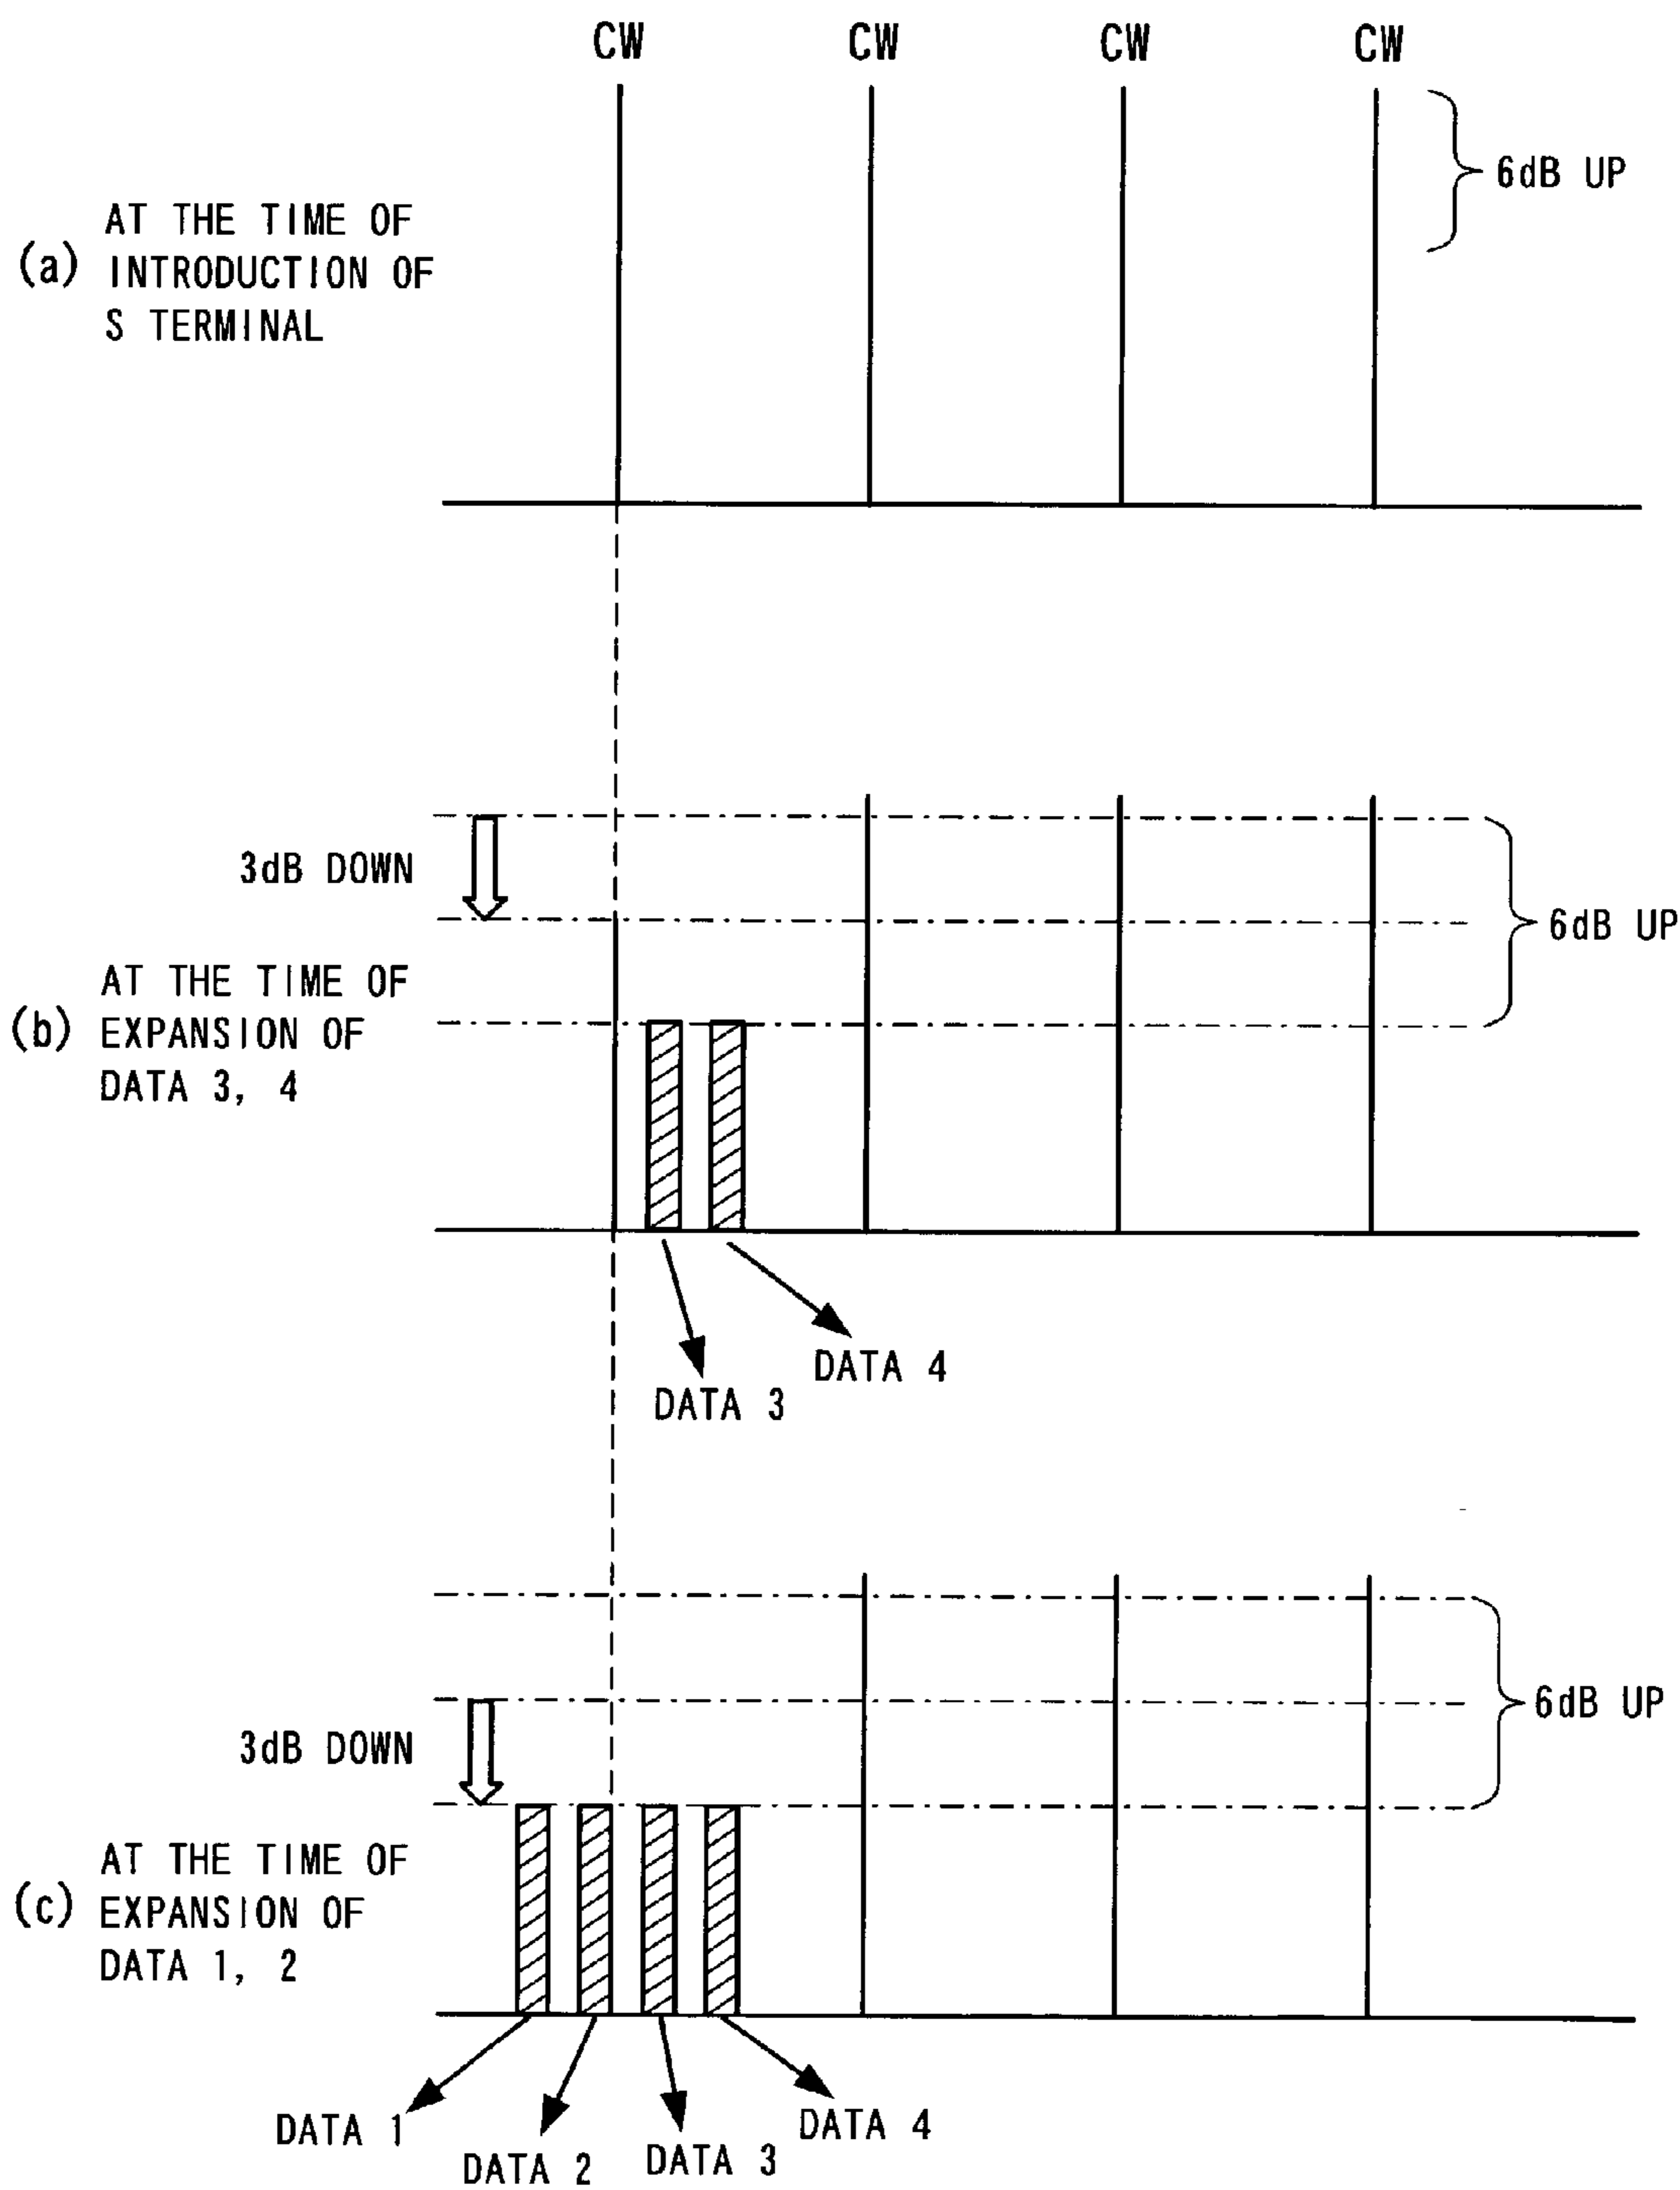 CW CW CW CW
6dB UP
(a) AT THE TIME OF
INTRODUCTION OF
S TERMINAL
3dB DOWN
6dB UP
(b) AT THE TIME OF
EXPANSION OF
DATA 3, 4
DATA 4
DATA 3
3dB DOWN
6dB UP
(c) AT THE TIME OF
EXPANSION OF
DATA 1, 2
DATA 1
DATA 2
DATA 3
DATA 4